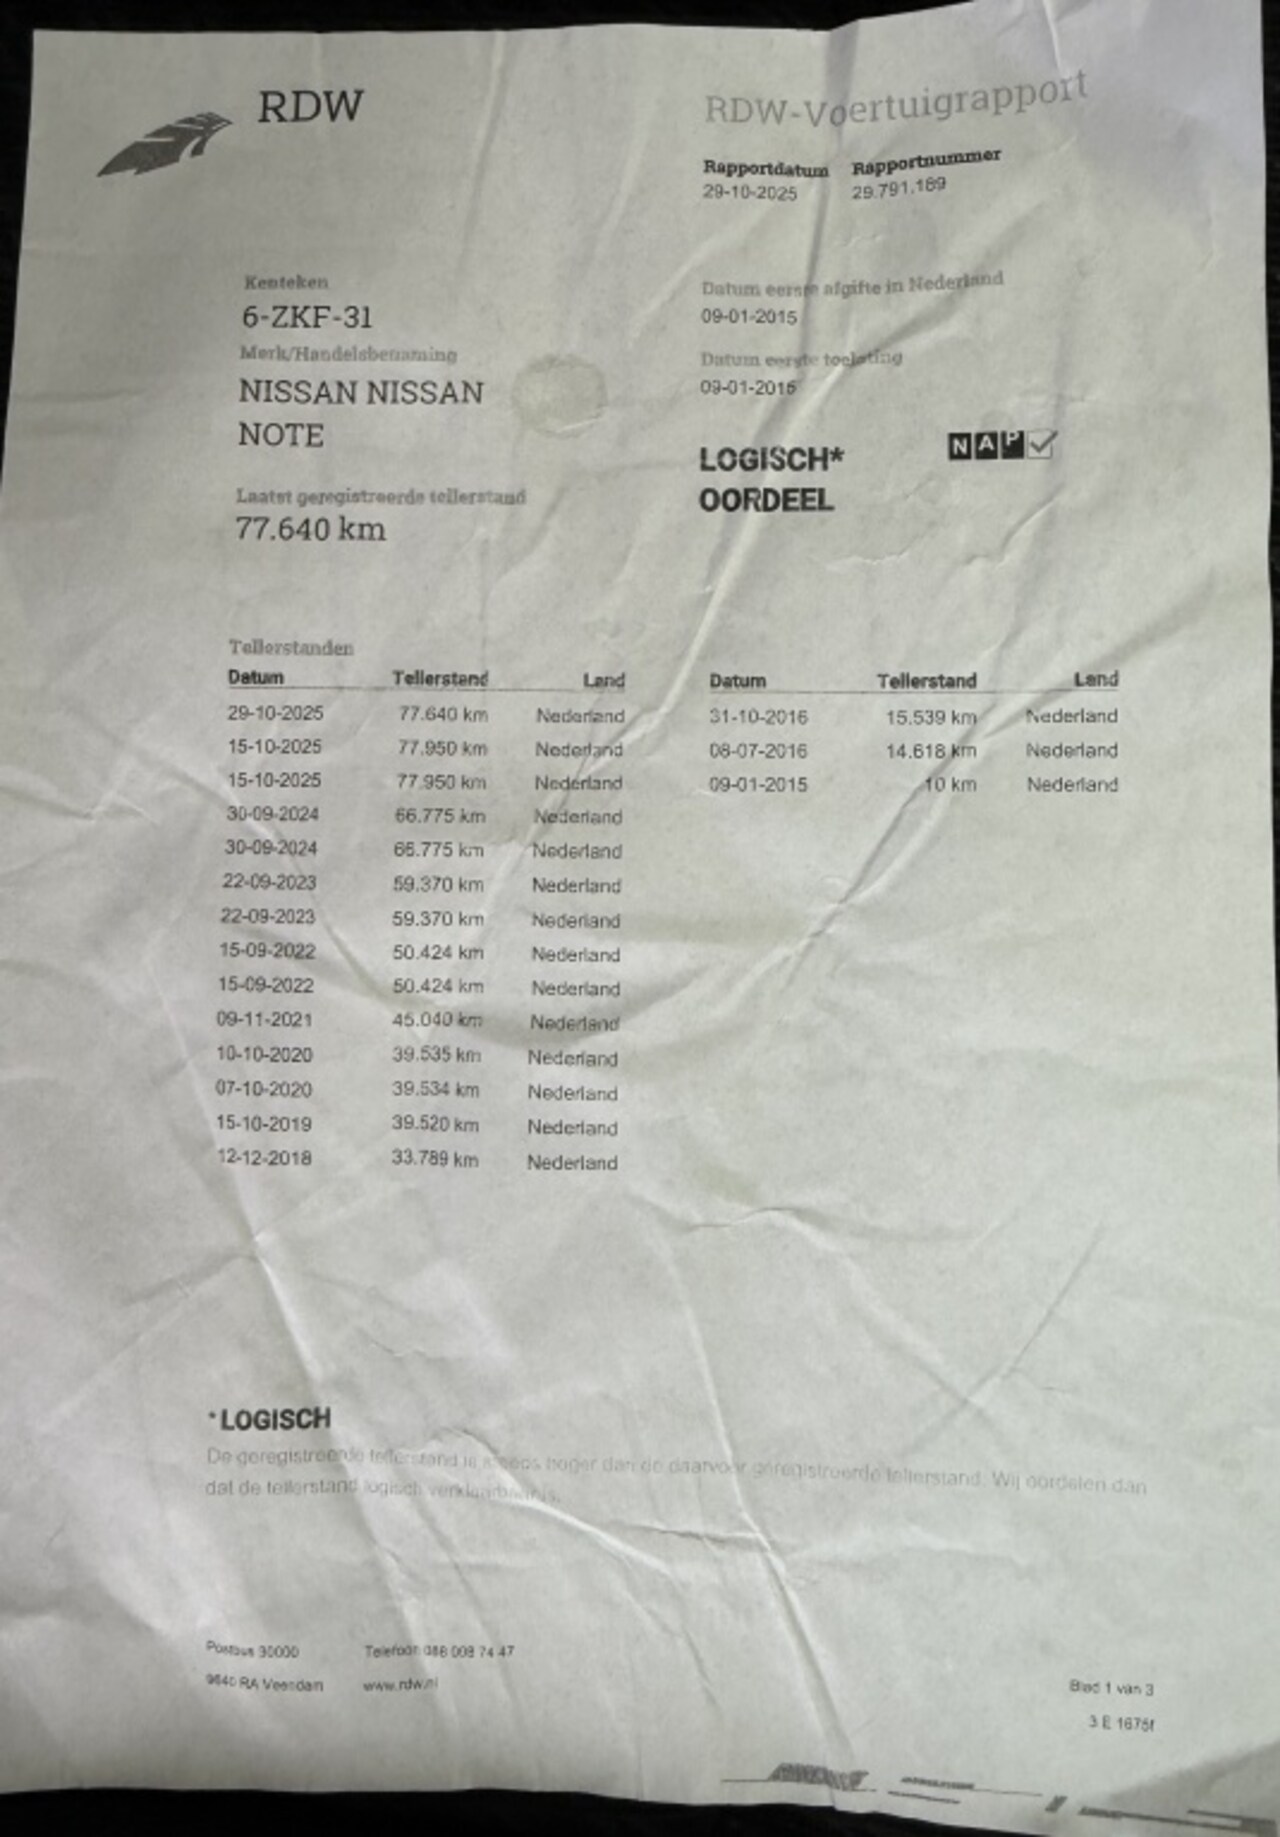 RDW
RDW-Voertuigrapport
Rapportdatum Rapportnummer
29-10-2025 29.791.189
Kenteken
6-ZKF-31
Merk/Handelsbenaming
NISSAN NISSAN
NOTE
Laatst geregistreerde tellerstand
77.640 km
Datum eerste afgifte in Nederland
09-01-2015
Datum eerste toelating
09-01-2015
LOGISCH*
OORDEEL
NAP
Tellerstanden
Datum Tellerstand Land
29-10-2025 77.640 km Nederland
15-10-2025 77.950 km Nederland
15-10-2025 77.950 km Nederland
30-09-2024 66.775 km Nederland
30-09-2024 66.775 km Nederland
22-09-2023 59.370 km Nederland
22-09-2023 59.370 km Nederland
15-09-2022 50.424 km Nederland
15-09-2022 50.424 km Nederland
09-11-2021 45.040 km Nederland
10-10-2020 39.535 km Nederland
07-10-2020 39.534 km Nederland
15-10-2019 39.520 km Nederland
12-12-2018 33.789 km Nederland
Datum Tellerstand Land
31-10-2016 15.539 km Nederland
08-07-2016 14.618 km Nederland
09-01-2015 10 km Nederland
*LOGISCH
De geregistreerde tellerstand is steeds hoger dan de daarvoor geregistreerde tellerstand. Wij oordelen dan
dat de tellerstand logisch verklaarbaar is.
Postbus 30000 Telefoon 088 008 74 47
9640 RA Veendam www.rdw.nl
Blad 1 van 3
3 E 1675f